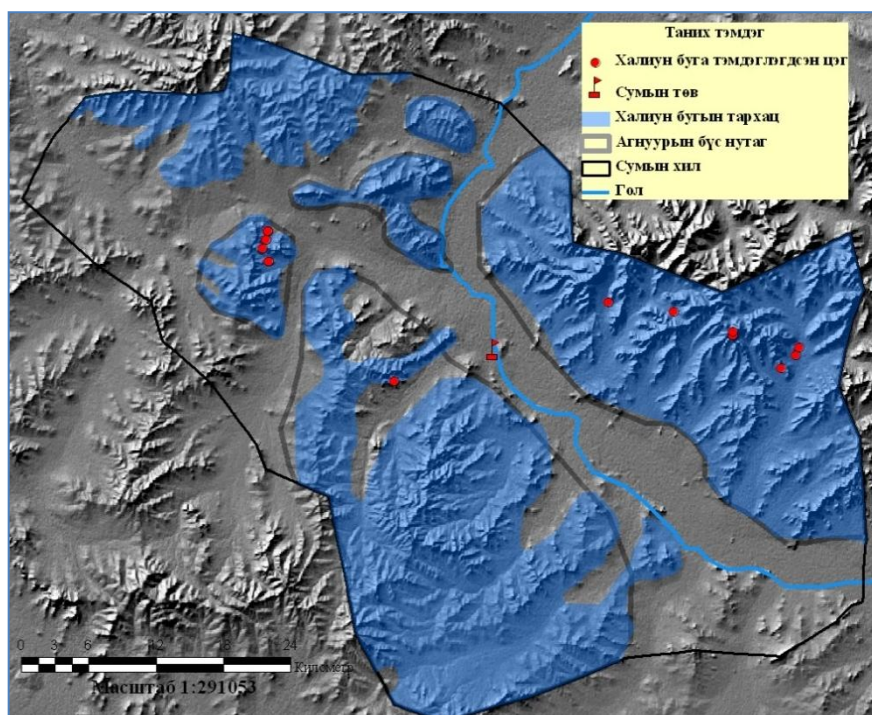 Таних тэмдэг
Халиун буга тэмдэглэгдсэн цэг
Сумын төв
Халиун бугын тархац
Агнуурын бүс нутаг
Сумын хил
Гол
0 3 6 12 18 24
Километр
Масштаб 1:291053